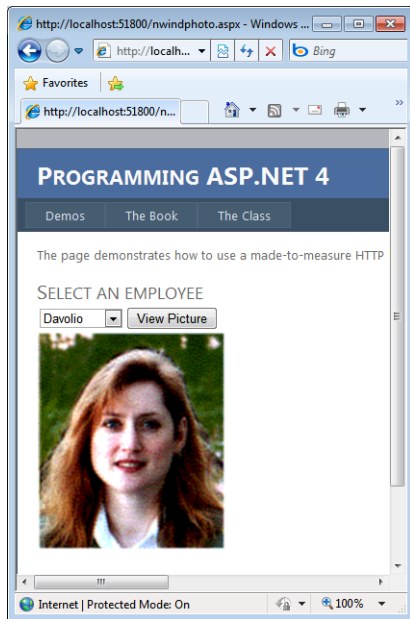 http://localhost:51800/nwindphoto.aspx - Windows ...
http://localh...
Bing
Favorites
http://localhost:51800/n...
»
PROGRAMMING ASP.NET 4
Demos The Book The Class
The page demonstrates how to use a made-to-measure HTTP
SELECT AN EMPLOYEE
Davolio View Picture
Internet | Protected Mode: On 100%